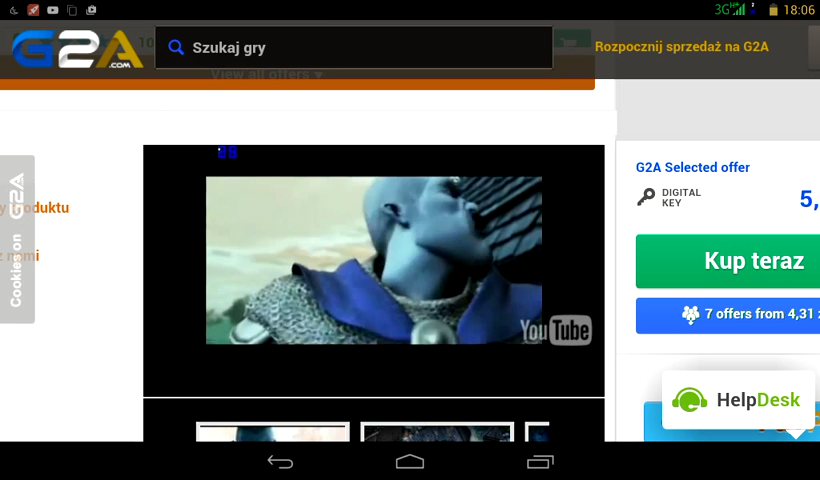 3G H 18:06
G2A.COM
Szukaj gry
Rozpocznij sprzedaż na G2A
View all offers ▼
G2A Selected offer
DIGITAL
KEY
5,
Kup teraz
7 offers from 4,31
HelpDesk
y produktu
z nami
Cookies on G2A
YouTube